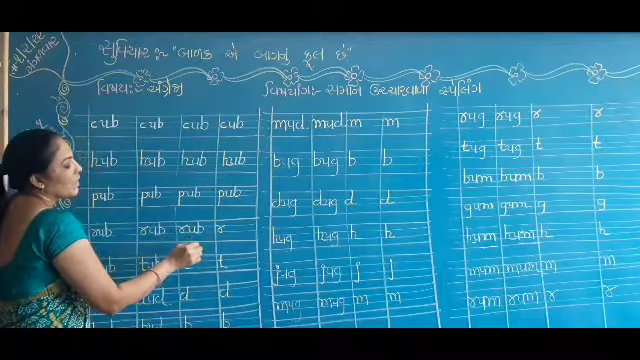 સુવિચાર :- "બાળક એ બાગનું ફૂલ છે"
મંગળવાર
વિષય :- અંગ્રેજી વિષયાંગ :- સમાન ઉચ્ચારવાળા સ્પેલિંગ
cub cub cub cub
hub hub hub hub
pub pub pub pub
rub rub rub r
t
d d
b b
mud mud m m
bug bug b b
dug dug d d
hug hug h h
jug jug j j
mug mug m m
rug rug r r
tug tug t t
bum bum b b
gum gum g g
hum hum h h
mum mum m m
rum rum r r